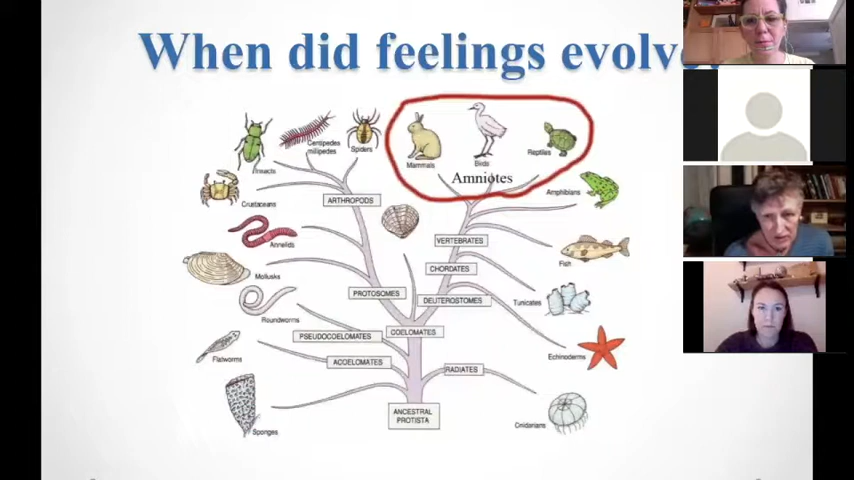 When did feelings evolve
Centipedes
millipedes
Spiders
Insects
Mammals
Birds
Reptiles
Amniotes
Amphibians
Crustaceans
ARTHROPODS
Annelids
VERTEBRATES
Fish
CHORDATES
Mollusks
PROTOSOMES
DEUTEROSTOMES
Tunicates
Roundworms
PSEUDOCOELOMATES
COELOMATES
Flatworms
ACOELOMATES
Echinoderms
RADIATES
ANCESTRAL
PROTISTA
Sponges
Cnidarians